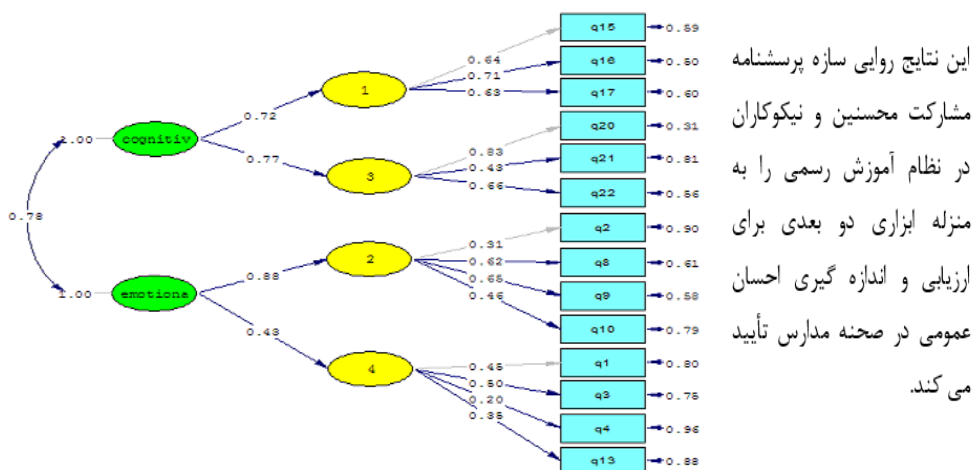 q15 0.59
0.64
این نتایج روایی سازه پرسشنامه
0.71 q16 0.50
1
0.63 q17 0.60
مشارکت محسنین و نیکوکاران
0.72
1.00 cognitiv
0.83 q20 0.31
در نظام آموزش رسمی را به
0.77
0.43 q21 0.81
3
0.66 q22 0.56
منزله ابزاری دو بعدی برای
0.78
0.31 q2 0.90
0.62 q8 0.61
2
ارزیابی و اندازه گیری احسان
0.88
0.65 q9 0.58
1.00 emotiona
0.46 q10 0.79
عمومی در صحنه مدارس تأیید
0.43
0.45 q1 0.80
4
می کند.
0.50 q3 0.75
0.20 q4 0.96
0.35 q13 0.88